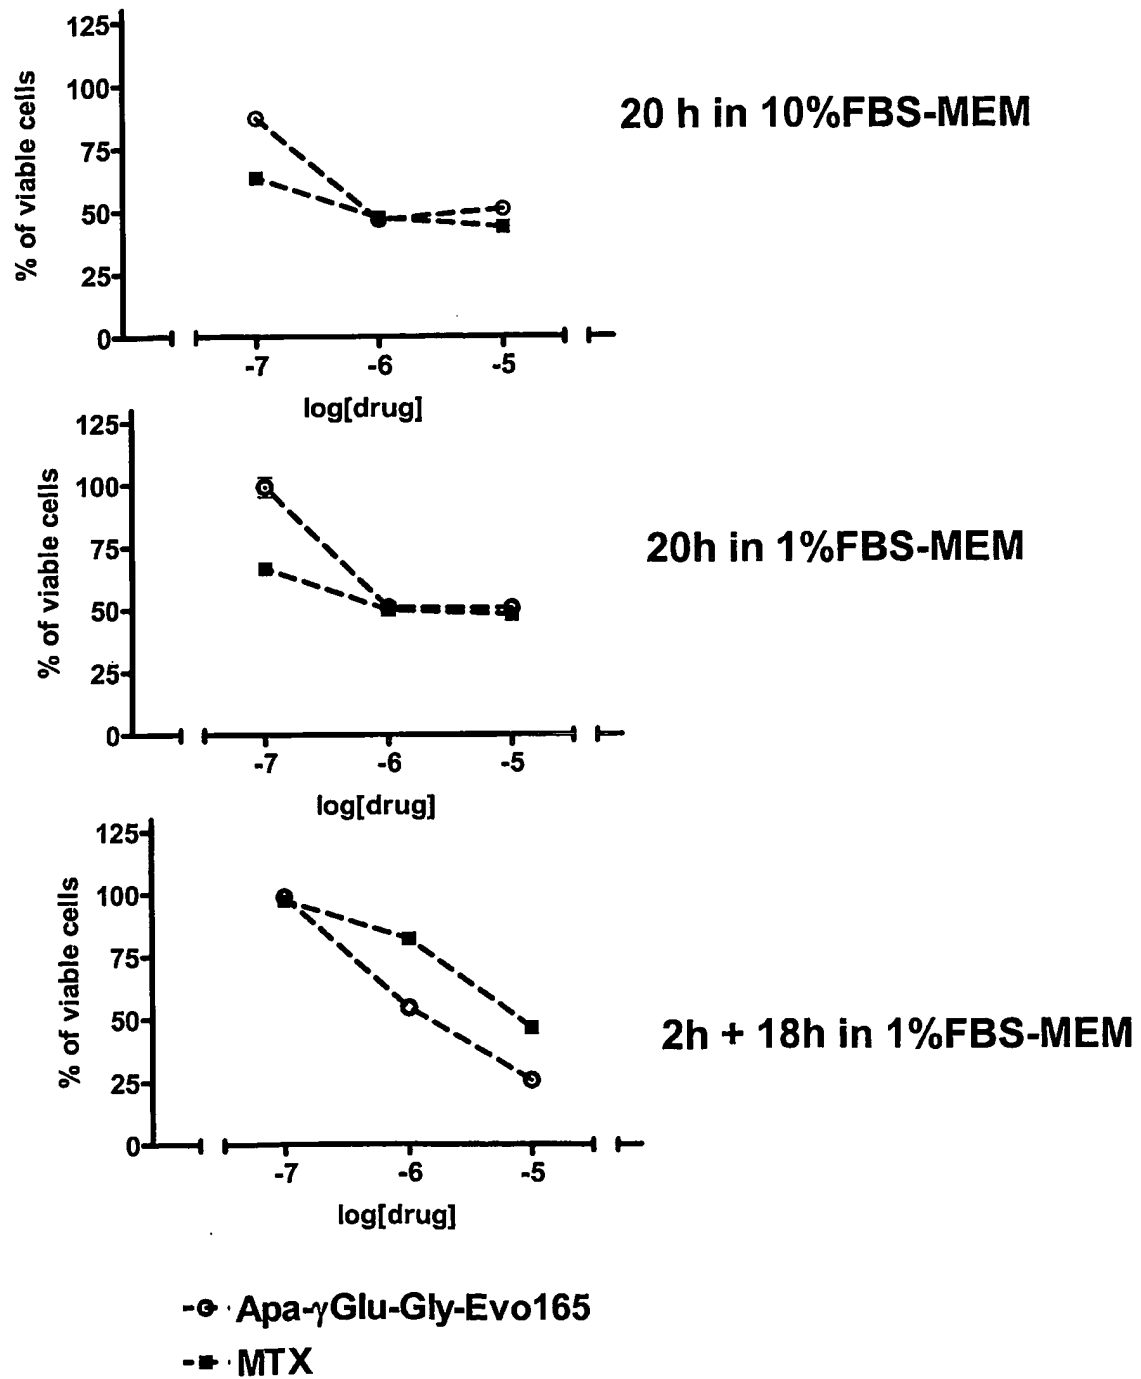 125
100
75
50
25
0
% of viable cells
-7 -6 -5
log[drug]
20 h in 10%FBS-MEM
125
100
75
50
25
0
% of viable cells
-7 -6 -5
log[drug]
20h in 1%FBS-MEM
125
100
75
50
25
0
% of viable cells
-7 -6 -5
log[drug]
2h + 18h in 1%FBS-MEM
Apa-γGlu-Gly-Evo165
MTX